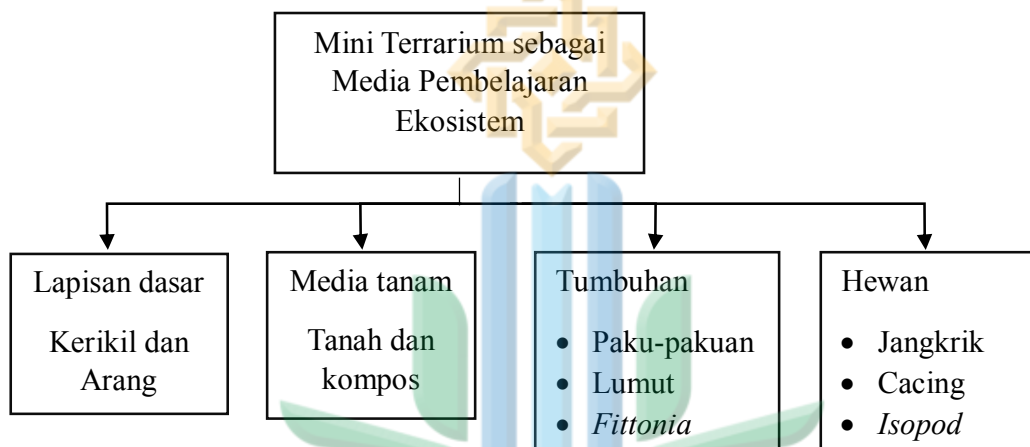 Mini Terrarium sebagai
Media Pembelajaran
Ekosistem
Lapisan dasar
Kerikil dan
Arang
Media tanam
Tanah dan
kompos
Tumbuhan
• Paku-pakuan
• Lumut
• Fittonia
Hewan
• Jangkrik
• Cacing
• Isopod